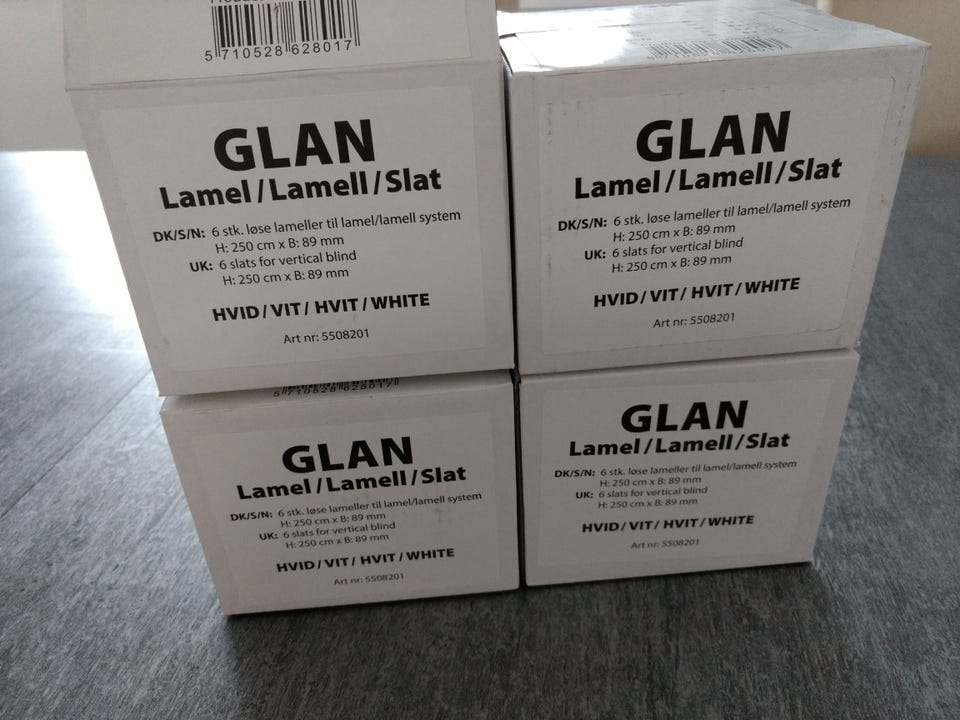 5 710528 628017
GLAN
Lamel / Lamell / Slat
DK/S/N: 6 stk. løse lameller til lamel/lamell system
H: 250 cm x B: 89 mm
UK: 6 slats for vertical blind
H: 250 cm x B: 89 mm
HVID / VIT / HVIT / WHITE
Art nr: 5508201
GLAN
Lamel / Lamell / Slat
DK/S/N: 6 stk. løse lameller til lamel/lamell system
H: 250 cm x B: 89 mm
UK: 6 slats for vertical blind
H: 250 cm x B: 89 mm
HVID / VIT / HVIT / WHITE
Art nr: 5508201
5 710528 628017
GLAN
Lamel / Lamell / Slat
DK/S/N: 6 stk. løse lameller til lamel/lamell system
H: 250 cm x B: 89 mm
UK: 6 slats for vertical blind
H: 250 cm x B: 89 mm
HVID / VIT / HVIT / WHITE
Art nr: 5508201
GLAN
Lamel / Lamell / Slat
DK/S/N: 6 stk. løse lameller til lamel/lamell system
H: 250 cm x B: 89 mm
UK: 6 slats for vertical blind
H: 250 cm x B: 89 mm
HVID / VIT / HVIT / WHITE
Art nr: 5508201